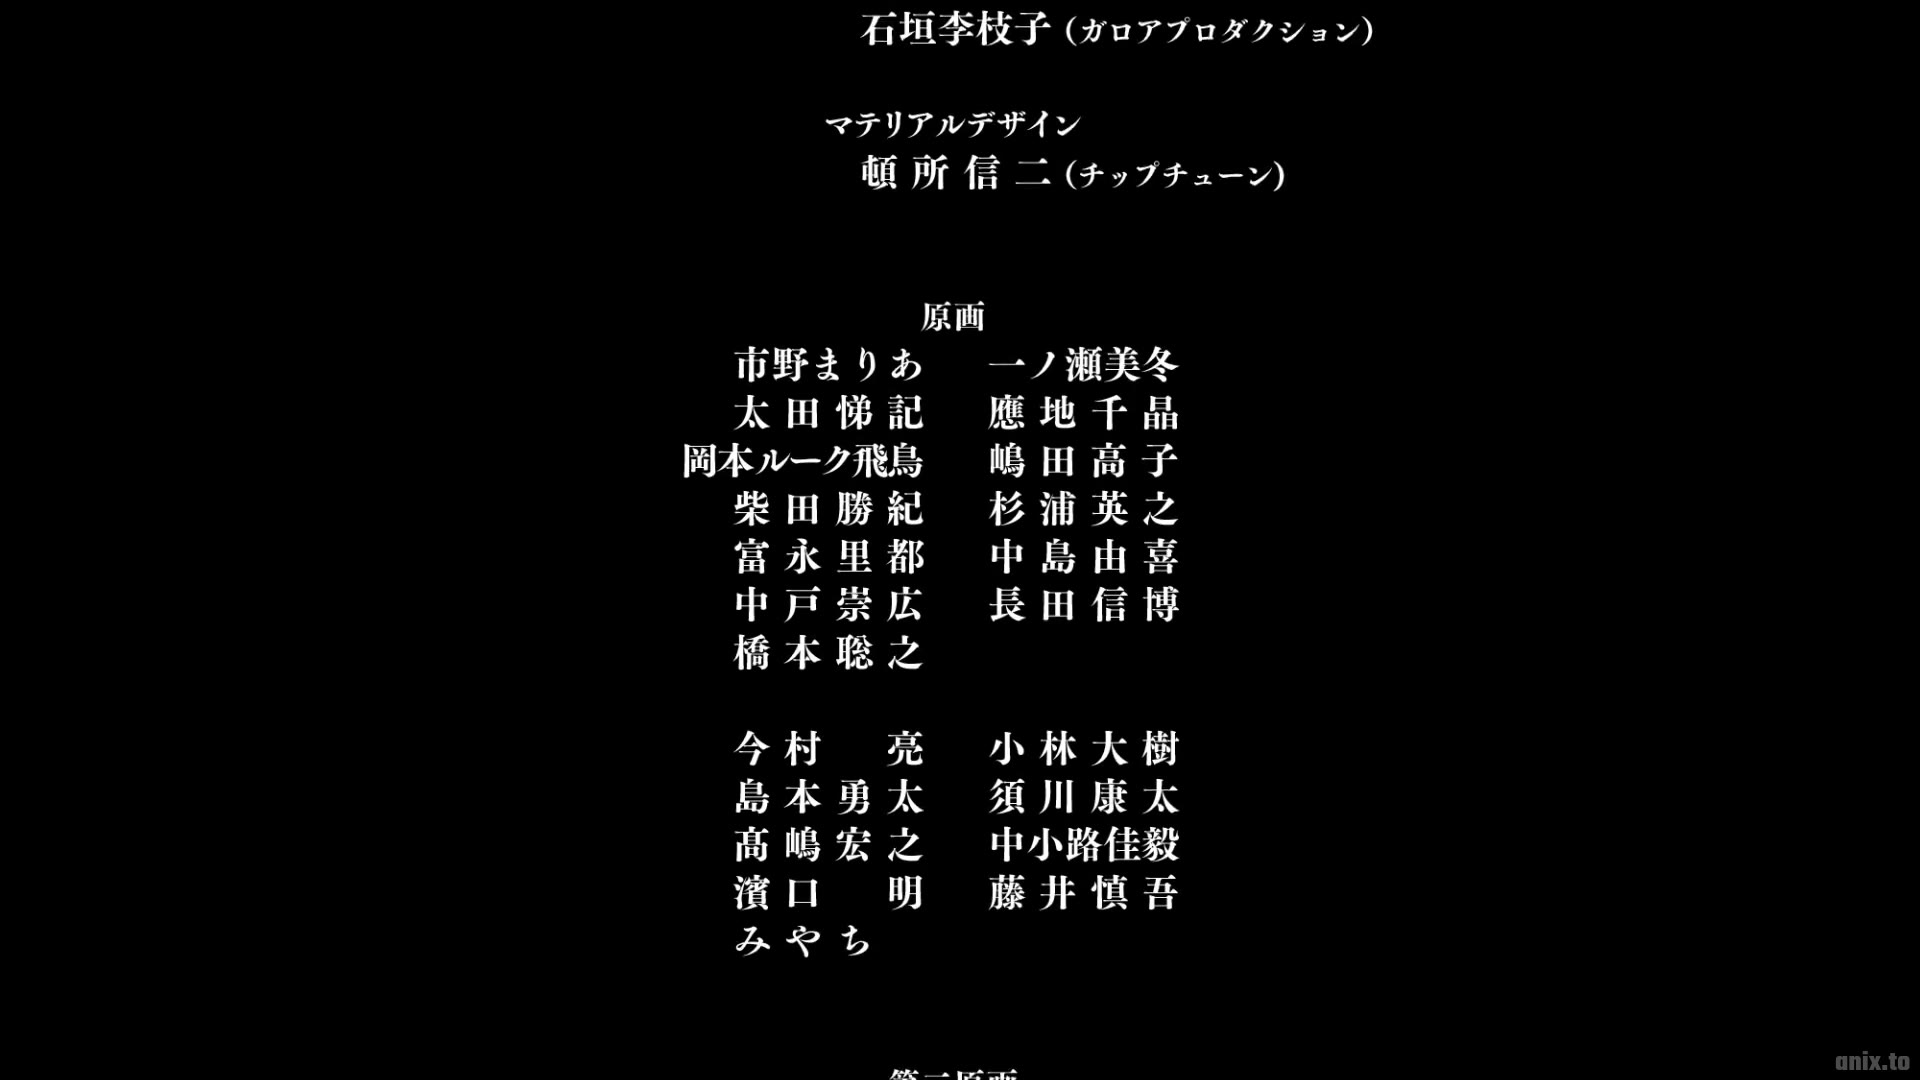 石垣李枝子（ガロアプロダクション）
マテリアルデザイン
頓所信二（チップチューン）
原画
市野まりあ 一ノ瀬美冬
太田悌記 應地千晶
岡本ルーク飛鳥 嶋田高子
柴田勝紀 杉浦英之
富永里都 中島由喜
中戸崇広 長田信博
橋本聡之
今村 亮 小林大樹
島本勇太 須川康太
髙嶋宏之 中小路佳毅
濱口 明 藤井慎吾
みやち
第二原画
anix.to